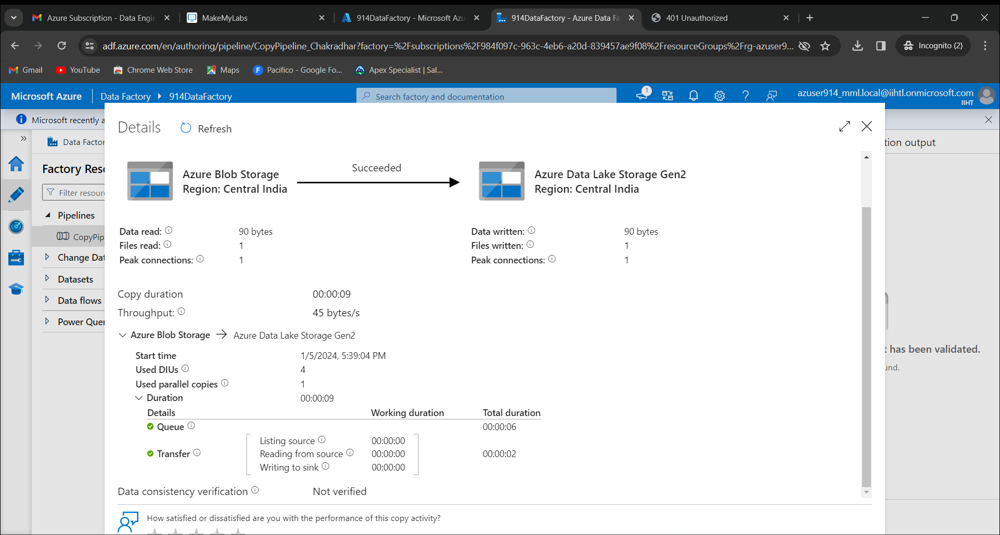 Azure Subscription - Data Engin
MakeMyLabs
914DataFactory - Microsoft Azu
914DataFactory - Azure Data Fa
401 Unauthorized
adf.azure.com/en/authoring/pipeline/CopyPipeline_Chakradhar?factory=%2Fsubscriptions%2F984f097c-963c-4eb6-a20d-839457ae9f08%2FresourceGroups%2Frg-azuser9...
Incognito (2)
Gmail
YouTube
Chrome Web Store
Maps
Pacifico - Google Fo...
Apex Specialist | Sal...
Microsoft Azure
Data Factory
914DataFactory
Search factory and documentation
1
azuser914_mml.local@iihtl.onmicrosoft.com
IIHT
Microsoft recently a
Data Factor
Factory Reso
Filter resour
Pipelines
CopyPip
Change Dat
Datasets
Data flows
Power Quer
Details
Refresh
tion output
Azure Blob Storage
Region: Central India
Succeeded
Azure Data Lake Storage Gen2
Region: Central India
Data read: 90 bytes
Files read: 1
Peak connections: 1
Data written: 90 bytes
Files written: 1
Peak connections: 1
Copy duration 00:00:09
Throughput: 45 bytes/s
Azure Blob Storage → Azure Data Lake Storage Gen2
Start time 1/5/2024, 5:39:04 PM
Used DIUs 4
Used parallel copies 1
Duration 00:00:09
Details Working duration Total duration
Queue 00:00:06
Listing source 00:00:00
Transfer Reading from source 00:00:00 00:00:02
Writing to sink 00:00:00
Data consistency verification Not verified
How satisfied or dissatisfied are you with the performance of this copy activity?
t has been validated.
und.